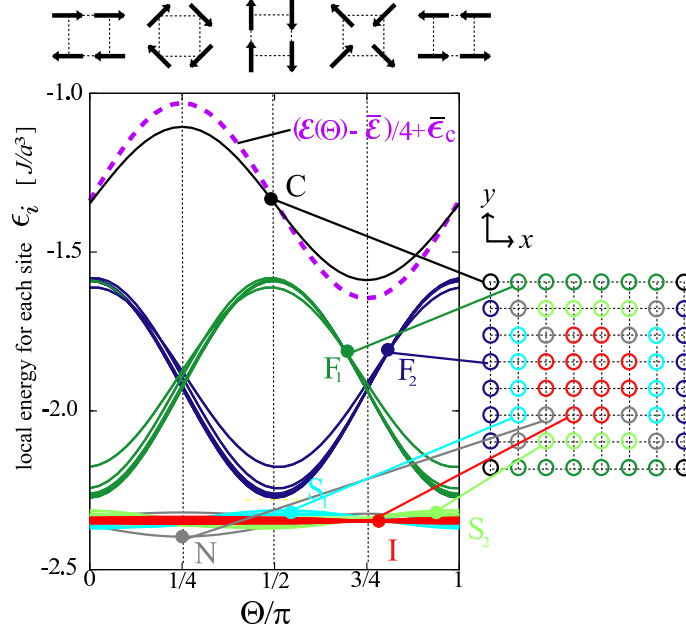 -1.0
-1.5
-2.0
-2.5
local energy for each site ϵᵢ [ J/a³ ]
(ℰ(Θ)- ℰ̄)/4+ϵ̄_c
C
F₁
F₂
S₁
S₂
N
I
y
x
0
1/4
1/2
3/4
1
Θ/π